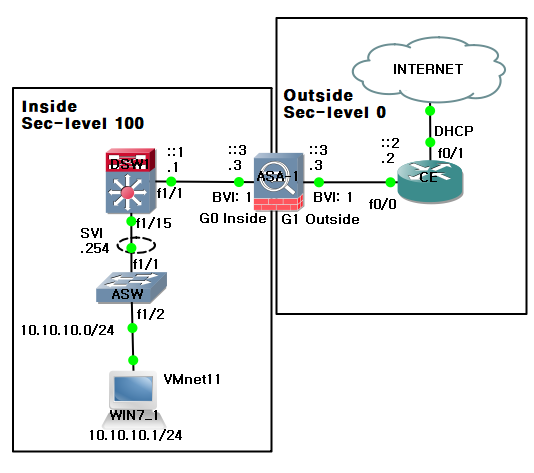 INTERNET
Inside
Sec-level 100
Outside
Sec-level 0
DHCP
f0/1
::1
.1
DSW1
f1/1
::3
.3
ASA-1
::3
.3
::2
.2
CE
BVI: 1
BVI: 1
f0/0
G0 Inside
G1 Outside
f1/15
SVI
.254
f1/1
ASW
f1/2
10.10.10.0/24
VMnet11
WIN7_1
10.10.10.1/24